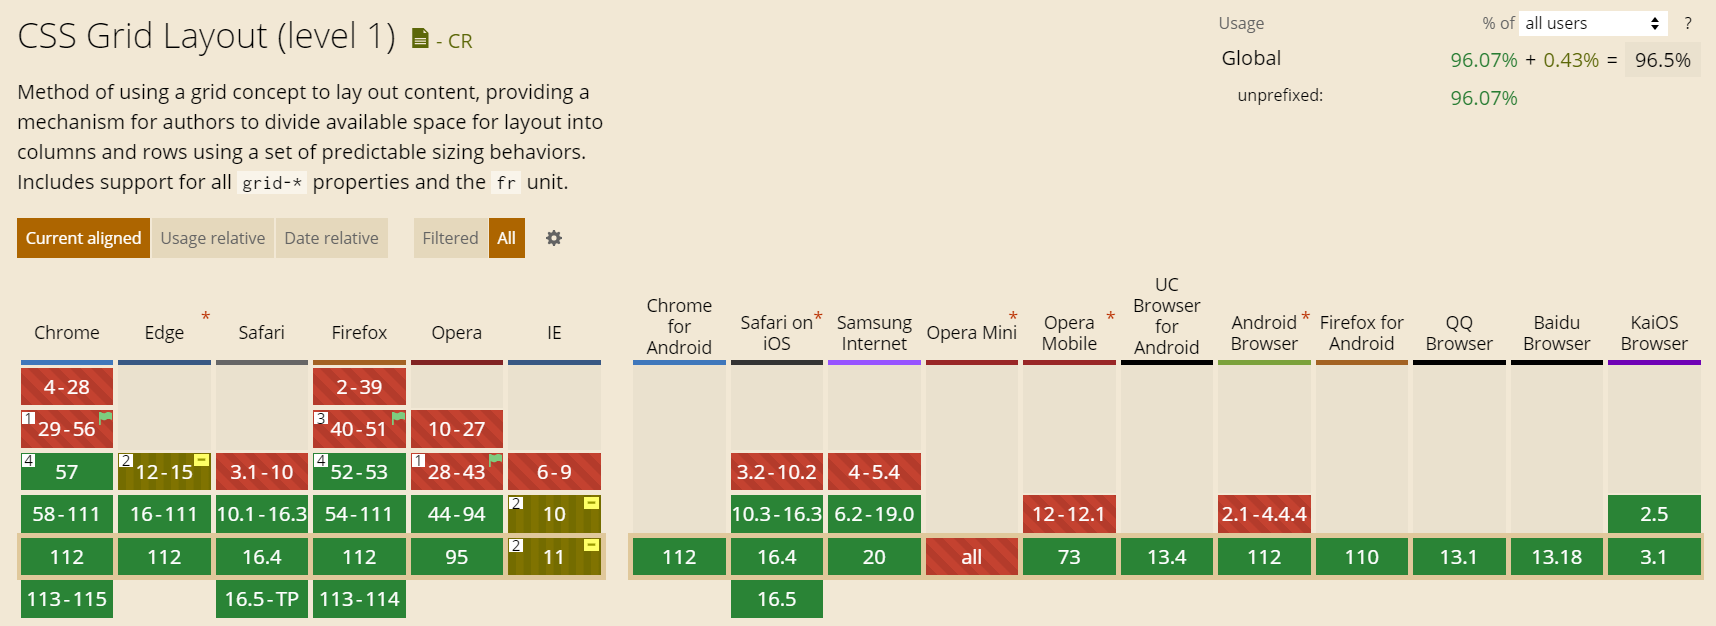 CSS Grid Layout (level 1) - CR
Usage % of all users ?
Global 96.07% + 0.43% = 96.5%
unprefixed: 96.07%
Method of using a grid concept to lay out content, providing a
mechanism for authors to divide available space for layout into
columns and rows using a set of predictable sizing behaviors.
Includes support for all grid-* properties and the fr unit.
Current aligned Usage relative Date relative Filtered All
Chrome
4-28
1 29-56
4 57
58-111
112
113-115
Edge *
2 12-15
16-111
112
Safari
3.1-10
10.1-16.3
16.4
16.5-TP
Firefox
2-39
3 40-51
4 52-53
54-111
112
113-114
Opera
10-27
1 28-43
44-94
95
IE
6-9
2 10
2 11
Chrome
for
Android
112
Safari on *
iOS
3.2-10.2
10.3-16.3
16.4
16.5
Samsung
Internet
4-5.4
6.2-19.0
20
Opera Mini *
all
Opera *
Mobile
12-12.1
73
UC
Browser
for
Android
13.4
Android *
Browser
2.1-4.4.4
112
Firefox for
Android
110
QQ
Browser
13.1
Baidu
Browser
13.18
KaiOS
Browser
2.5
3.1